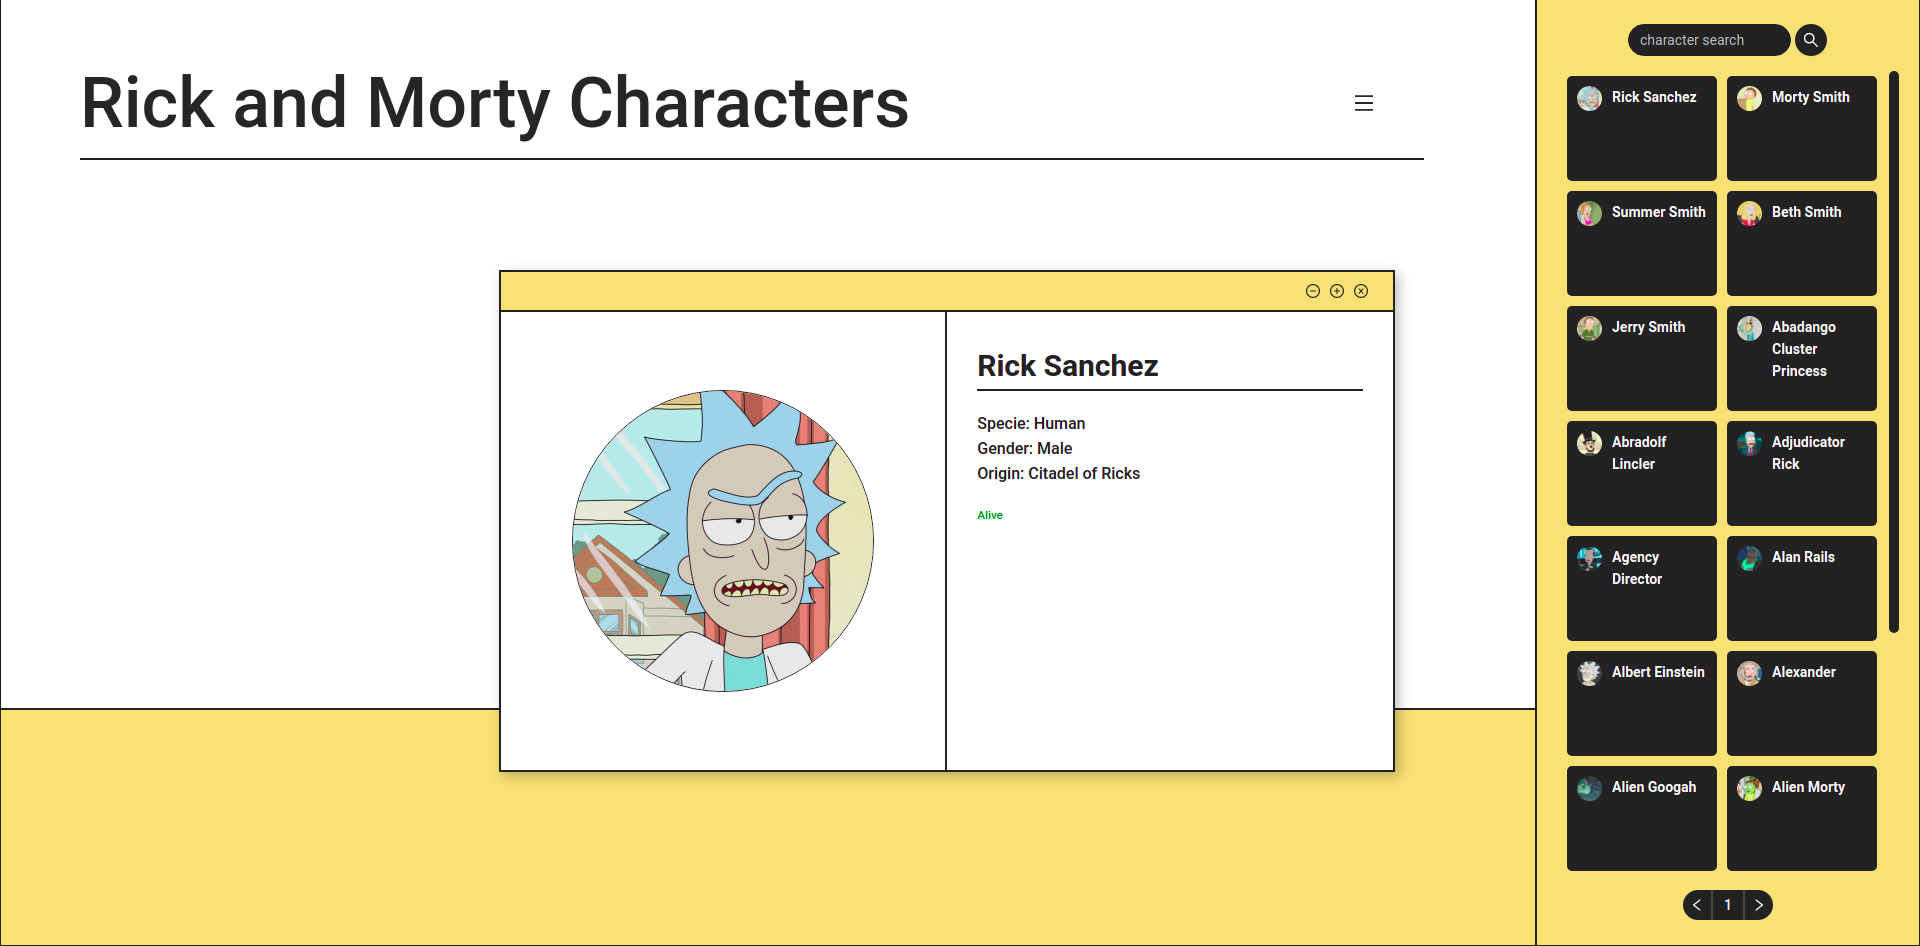 Rick and Morty Characters
Rick Sanchez
Specie: Human
Gender: Male
Origin: Citadel of Ricks
Alive
character search
Rick Sanchez
Morty Smith
Summer Smith
Beth Smith
Jerry Smith
Abadango
Cluster
Princess
Abradolf
Lincler
Adjudicator
Rick
Agency
Director
Alan Rails
Albert Einstein
Alexander
Alien Googah
Alien Morty
1